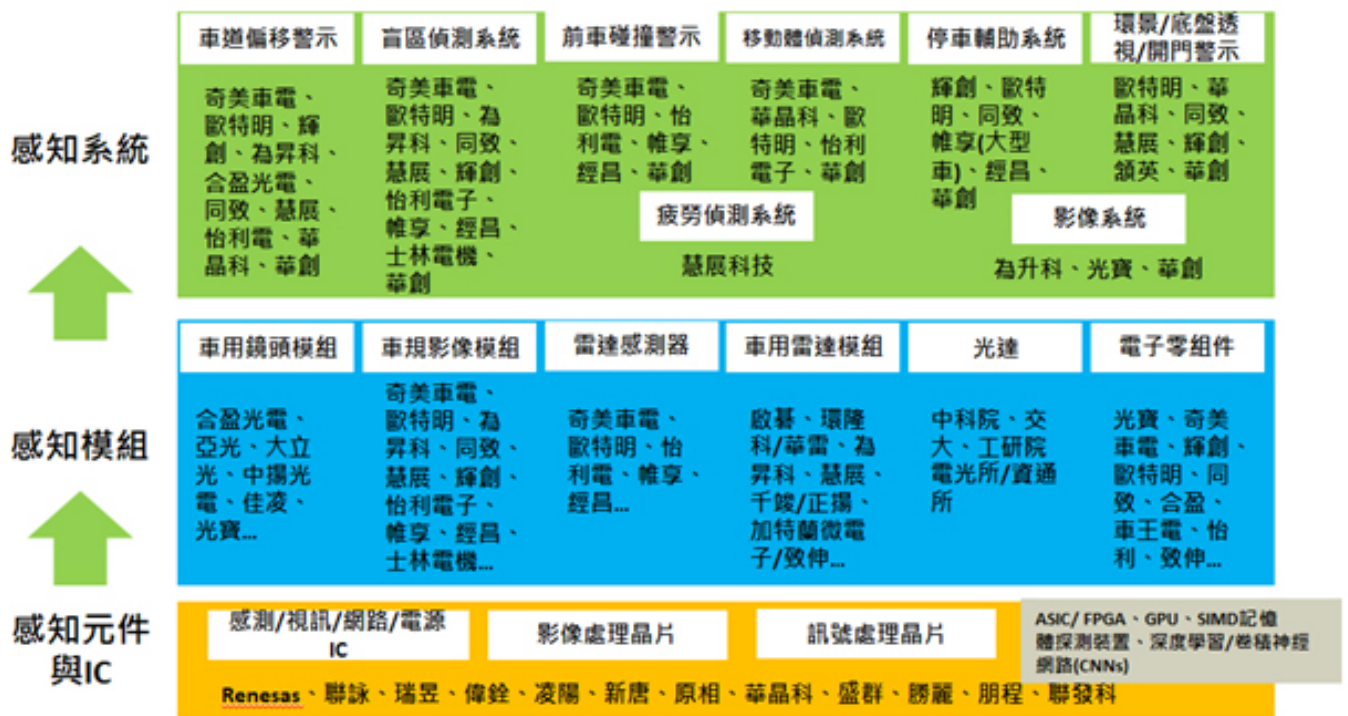 感知系統
車道偏移警示
奇美車電、
歐特明、輝
創、為昇科、
合盈光電、
同致、慧展、
怡利電、華
晶科、華創
盲區偵測系統
奇美車電、
歐特明、為
昇科、同致、
慧展、輝創、
怡利電子、
帷享、經昌、
士林電機、
華創
前車碰撞警示
奇美車電、
歐特明、怡
利電、帷享、
經昌、華創
移動體偵測系統
奇美車電、
華晶科、歐
特明、怡利
電子、華創
疲勞偵測系統
慧展科技
停車輔助系統
輝創、歐特
明、同致、
帷享(大型
車)、經昌、
華創
環景/底盤透
視/開門警示
歐特明、華
晶科、同致、
慧展、輝創、
頷英、華創
影像系統
為升科、光寶、華創
感知模組
車用鏡頭模組
合盈光電、
亞光、大立
光、中揚光
電、佳凌、
光寶…
車規影像模組
奇美車電、
歐特明、為
昇科、同致、
慧展、輝創、
怡利電子、
帷享、經昌、
士林電機…
雷達感測器
奇美車電、
歐特明、怡
利電、帷享、
經昌…
車用雷達模組
啟碁、環隆
科/華雷、為
昇科、慧展、
千竣/正揚、
加特蘭微電
子/致伸…
光達
中科院、交
大、工研院
電光所/資通
所
電子零組件
光寶、奇美
車電、輝創、
歐特明、同
致、合盈、
車王電、怡
利、致伸…
感知元件
與IC
感測/視訊/網路/電源
IC
影像處理晶片
訊號處理晶片
ASIC/ FPGA、GPU、SIMD記憶
體探測裝置、深度學習/卷積神經
網路(CNNs)
Renesas、聯詠、瑞昱、偉銓、凌陽、新唐、原相、華晶科、盛群、勝麗、朋程、聯發科